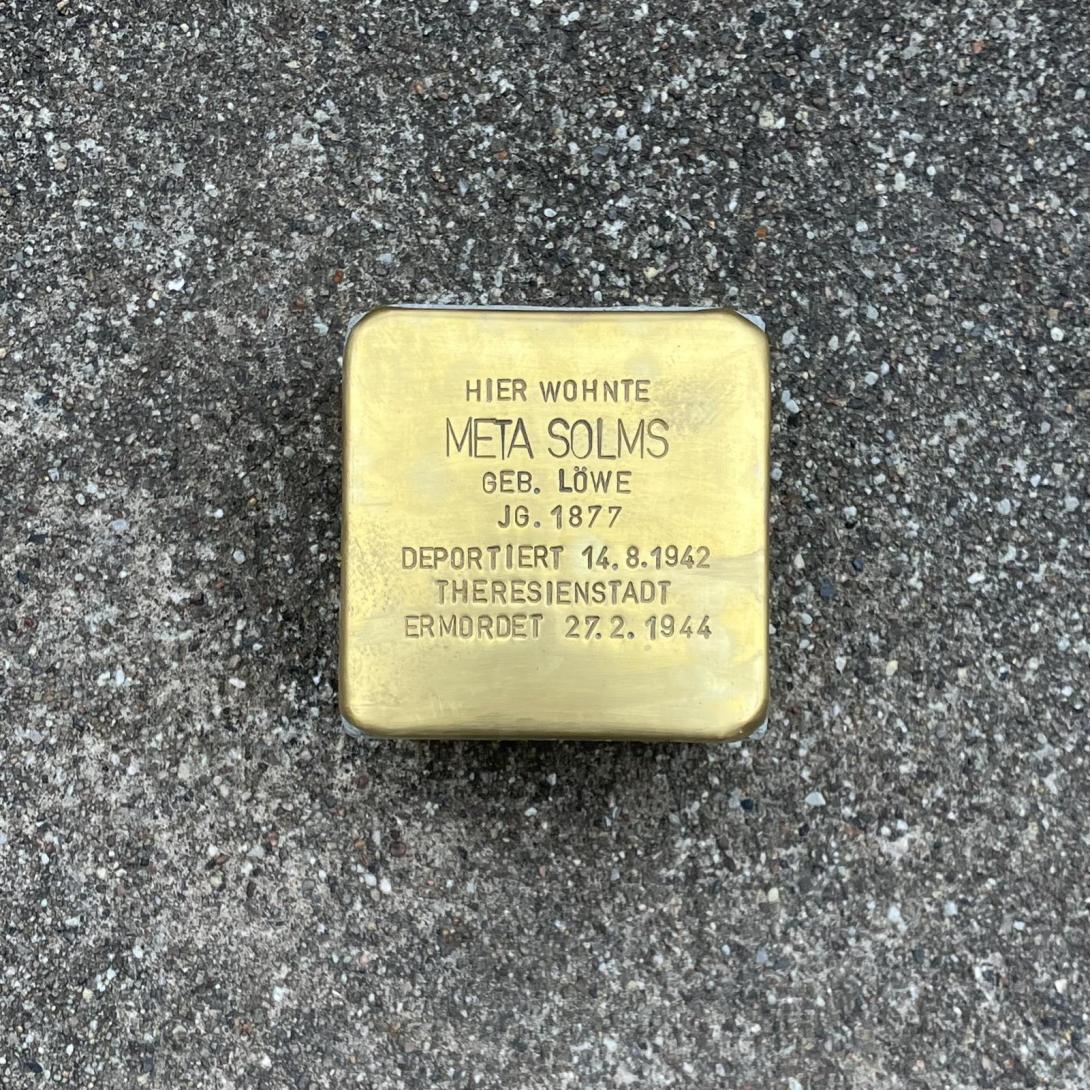 HIER WOHNTE
META SOLMS
GEB. LÖWE
JG. 1877
DEPORTIERT 14.8.1942
THERESIENSTADT
ERMORDET 27.2.1944